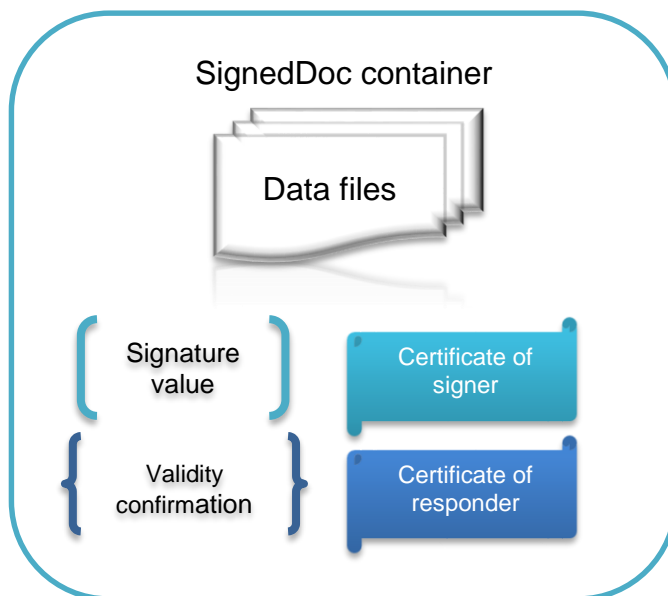 SignedDoc container
Data files
Signature
value
Certificate of
signer
Validity
confirmation
Certificate of
responder